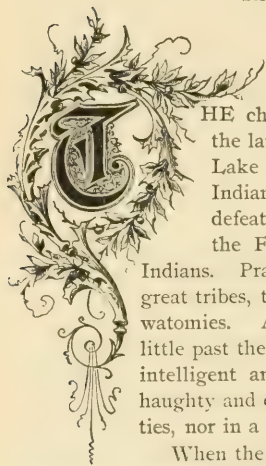 THE ch
the la
Lake
Indian
defeat
the F
Indians. Pra
great tribes, t
watomies. A
little past the
intelligent an
haughty and
ties, nor in a
When the